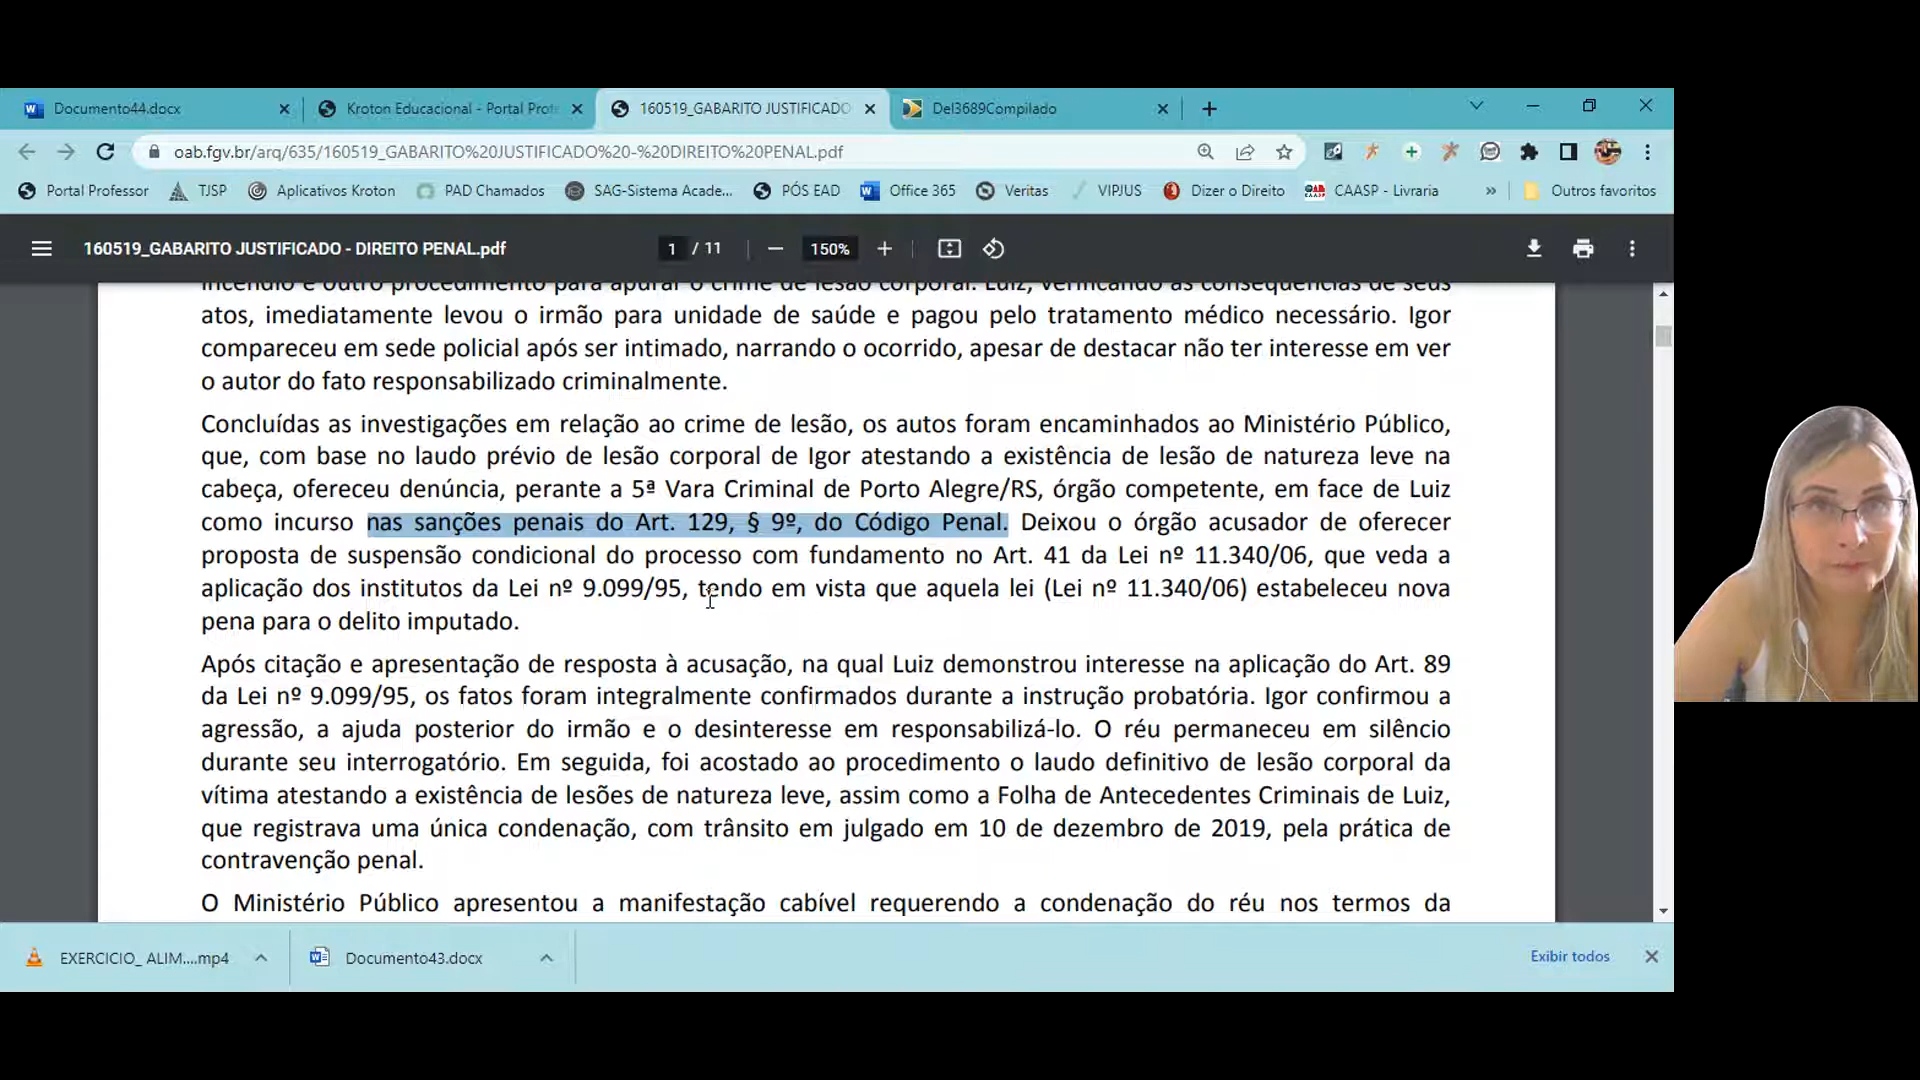 Documento44.docx
Kroton Educacional - Portal Prof
160519_GABARITO JUSTIFICADO
Del3689Compilado
oab.fgv.br/arq/635/160519_GABARITO%20JUSTIFICADO%20-%20DIREITO%20PENAL.pdf
Portal Professor
TJSP
Aplicativos Kroton
PAD Chamados
SAG-Sistema Acade...
PÓS EAD
Office 365
Veritas
VIPJUS
Dizer o Direito
CAASP - Livraria
»
Outros favoritos
160519_GABARITO JUSTIFICADO - DIREITO PENAL.pdf
1 / 11
150%
incêndio e outro procedimento para apurar o crime de lesão corporal. Luiz, verificando as consequências de seus
atos, imediatamente levou o irmão para unidade de saúde e pagou pelo tratamento médico necessário. Igor
compareceu em sede policial após ser intimado, narrando o ocorrido, apesar de destacar não ter interesse em ver
o autor do fato responsabilizado criminalmente.
Concluídas as investigações em relação ao crime de lesão, os autos foram encaminhados ao Ministério Público,
que, com base no laudo prévio de lesão corporal de Igor atestando a existência de lesão de natureza leve na
cabeça, ofereceu denúncia, perante a 5ª Vara Criminal de Porto Alegre/RS, órgão competente, em face de Luiz
como incurso nas sanções penais do Art. 129, § 9º, do Código Penal. Deixou o órgão acusador de oferecer
proposta de suspensão condicional do processo com fundamento no Art. 41 da Lei nº 11.340/06, que veda a
aplicação dos institutos da Lei nº 9.099/95, tendo em vista que aquela lei (Lei nº 11.340/06) estabeleceu nova
pena para o delito imputado.
Após citação e apresentação de resposta à acusação, na qual Luiz demonstrou interesse na aplicação do Art. 89
da Lei nº 9.099/95, os fatos foram integralmente confirmados durante a instrução probatória. Igor confirmou a
agressão, a ajuda posterior do irmão e o desinteresse em responsabilizá-lo. O réu permaneceu em silêncio
durante seu interrogatório. Em seguida, foi acostado ao procedimento o laudo definitivo de lesão corporal da
vítima atestando a existência de lesões de natureza leve, assim como a Folha de Antecedentes Criminais de Luiz,
que registrava uma única condenação, com trânsito em julgado em 10 de dezembro de 2019, pela prática de
contravenção penal.
O Ministério Público apresentou a manifestação cabível requerendo a condenação do réu nos termos da
EXERCICIO_ ALIM....mp4
Documento43.docx
Exibir todos